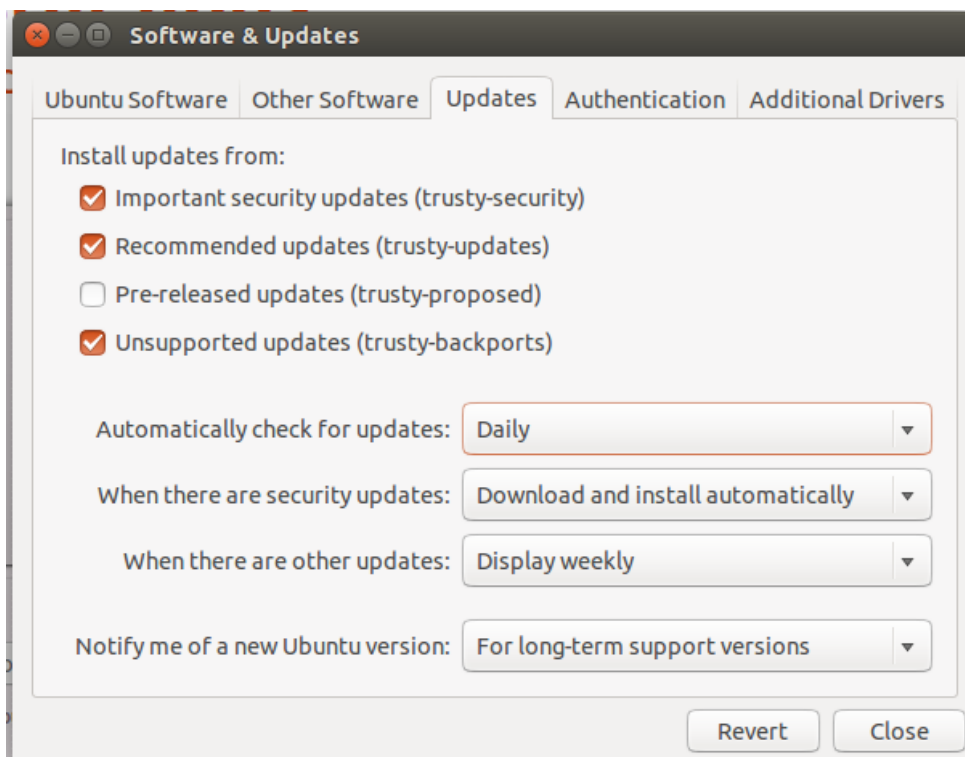 Software & Updates
Ubuntu Software Other Software Updates Authentication Additional Drivers
Install updates from:
Important security updates (trusty-security)
Recommended updates (trusty-updates)
Pre-released updates (trusty-proposed)
Unsupported updates (trusty-backports)
Automatically check for updates: Daily
When there are security updates: Download and install automatically
When there are other updates: Display weekly
Notify me of a new Ubuntu version: For long-term support versions
Revert Close